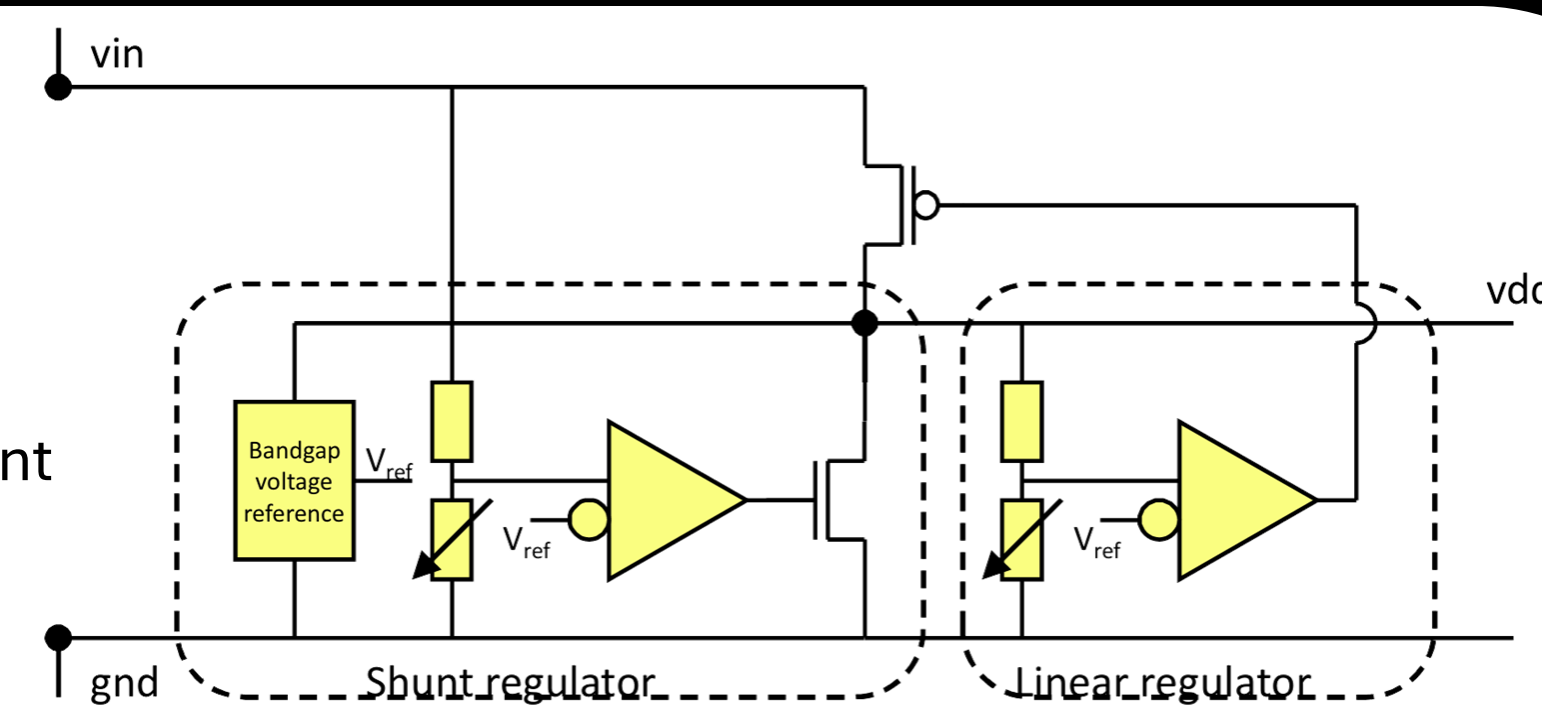 vin
vdd
nt
Bandgap
voltage
reference
Vref
Vref
Vref
gnd
Shunt regulator
Linear regulator